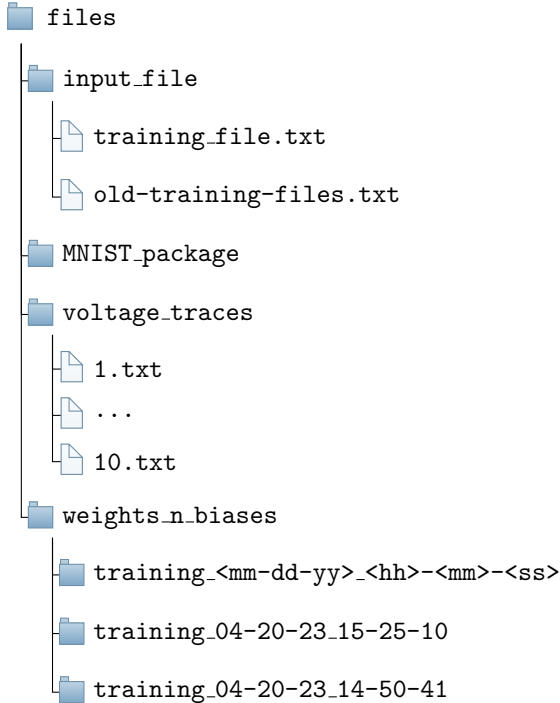 files
input_file
training_file.txt
old-training-files.txt
MNIST_package
voltage_traces
1.txt
...
10.txt
weights_n_biases
training_<mm-dd-yy>_<hh>-<mm>-<ss>
training_04-20-23_15-25-10
training_04-20-23_14-50-41